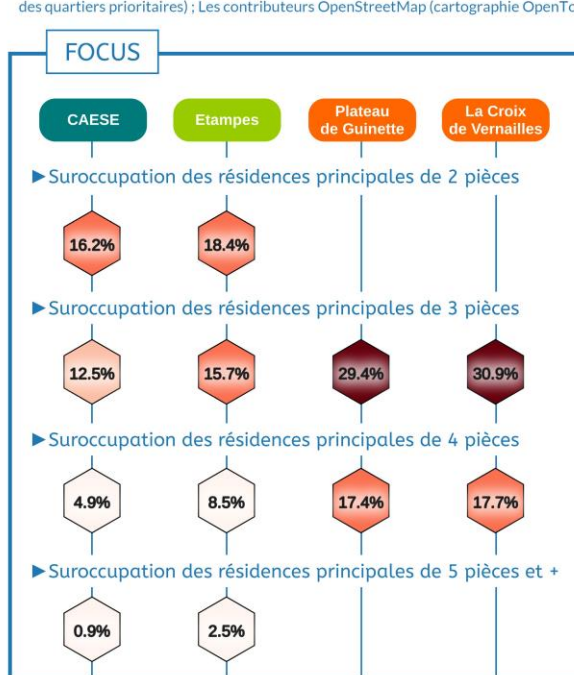 des quartiers prioritaires) ; Les contributeurs OpenStreetMap (cartographie
FOCUS
CAESE
Etampes
Plateau
de Guinette
La Croix
de Vernailles
►Suroccupation des résidences principales de 2 pièces
16.2% 18.4%
►Suroccupation des résidences principales de 3 pièces
12.5% 15.7% 29.4% 30.9%
►Suroccupation des résidences principales de 4 pièces
4.9% 8.5% 17.4% 17.7%
►Suroccupation des résidences principales de 5 pièces et +
0.9% 2.5%